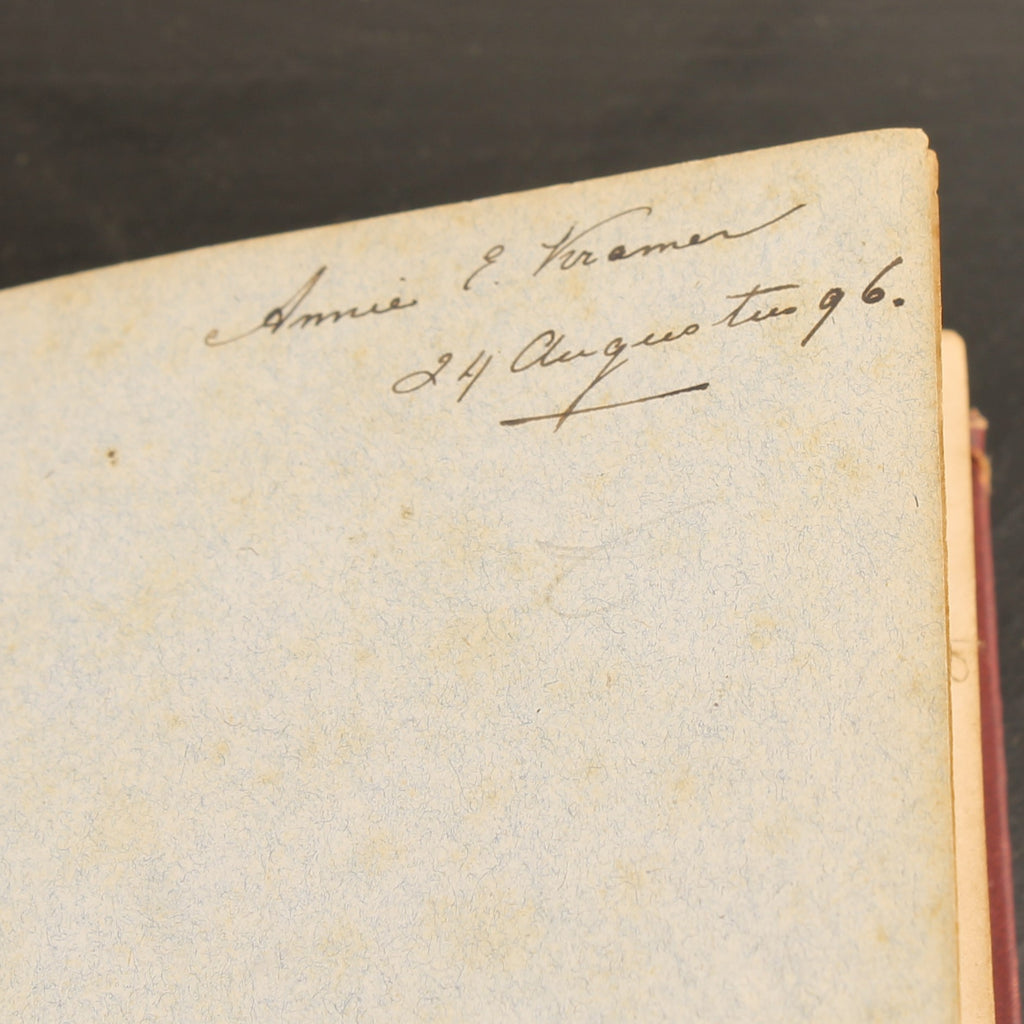 Annie E. Kramer
24 Augustus 96.